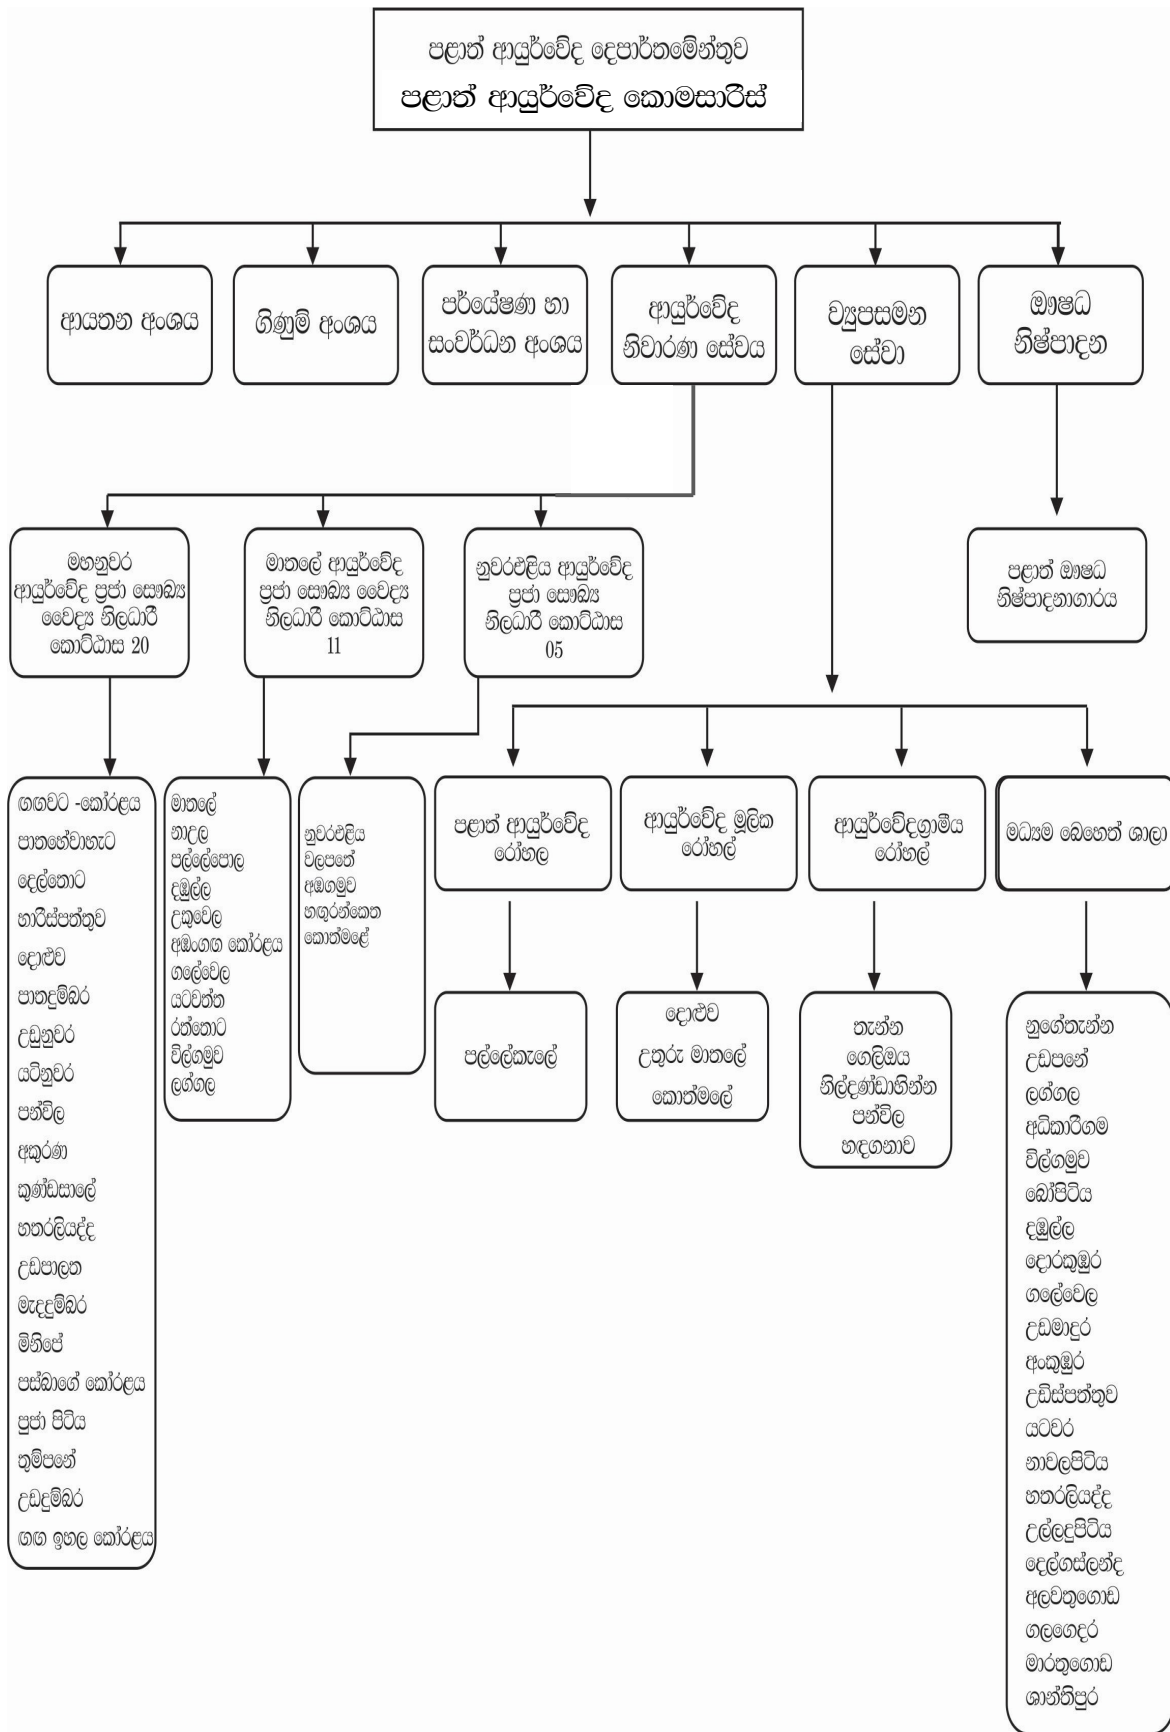 පළාත් ආයුර්වේද දෙපාර්තමේන්තුව
පළාත් ආයුර්වේද කොමසාරිස්
ආයතන අංශය
ගිණුම් අංශය
පර්යේෂණ හා
සංවර්ධන අංශය
ආයුර්වේද
නිවාරණ සේවය
ව්‍යුපසමන
සේවා
ඖෂධ
නිෂ්පාදන
මහනුවර
ආයුර්වේද ප්‍රජා සෞඛ්‍ය
වෛද්‍ය නිලධාරී
කොට්ඨාස 20
මාතලේ ආයුර්වේද
ප්‍රජා සෞඛ්‍ය වෛද්‍ය
නිලධාරී කොට්ඨාස
11
නුවරඑළිය ආයුර්වේද
ප්‍රජා සෞඛ්‍ය
නිලධාරී කොට්ඨාස
05
පළාත් ඖෂධ
නිෂ්පාදනාගාරය
ගඟවට -කෝරළය
පාතහේවාහැට
දෙල්තොට
හාරිස්පත්තුව
දොළුව
පාතදුම්බර
උඩුනුවර
යටිනුවර
පන්විල
අකුරණ
කුණ්ඩසාලේ
හතරලියද්ද
උඩපාලත
මැදදුම්බර
මිනිපේ
පස්බාගේ කෝරළය
පුජා පිටිය
තුම්පනේ
උඩදුම්බර
ගඟ ඉහල කෝරළය
මාතලේ
නාඋල
පල්ලේපොල
දඹුල්ල
උකුවෙල
අඹංගඟ කෝරළය
ගලේවෙල
යටවත්ත
රත්තොට
විල්ගමුව
ලග්ගල
නුවරඑළිය
වලපනේ
අඹගමුව
හඟුරන්කෙත
කොත්මළේ
පළාත් ආයුර්වේද
රෝහල
ආයුර්වේද මූලික
රෝහල්
ආයුර්වේදග්‍රාමීය
රෝහල්
මධ්‍යම බෙහෙත් ශාලා
පල්ලේකැලේ
දොළුව
උතුරු මාතලේ
කොත්මලේ
තැන්න
ගෙලිඔය
නිල්දණ්ඩාහින්න
පන්විල
හඳගනාව
නුගේතැන්න
උඩපනේ
ලග්ගල
අධිකාරීගම
විල්ගමුව
බෝපිටිය
දඹුල්ල
දොරකුඹුර
ගලේවෙල
උඩමාදුර
අංකුඹුර
උඩිස්පත්තුව
යටවර
නාවලපිටිය
හතරලියද්ද
උල්ලදුපිටිය
දෙල්ගස්ලන්ද
අලවතුගොඩ
ගලගෙදර
මාරතුගොඩ
ශාන්තිපුර